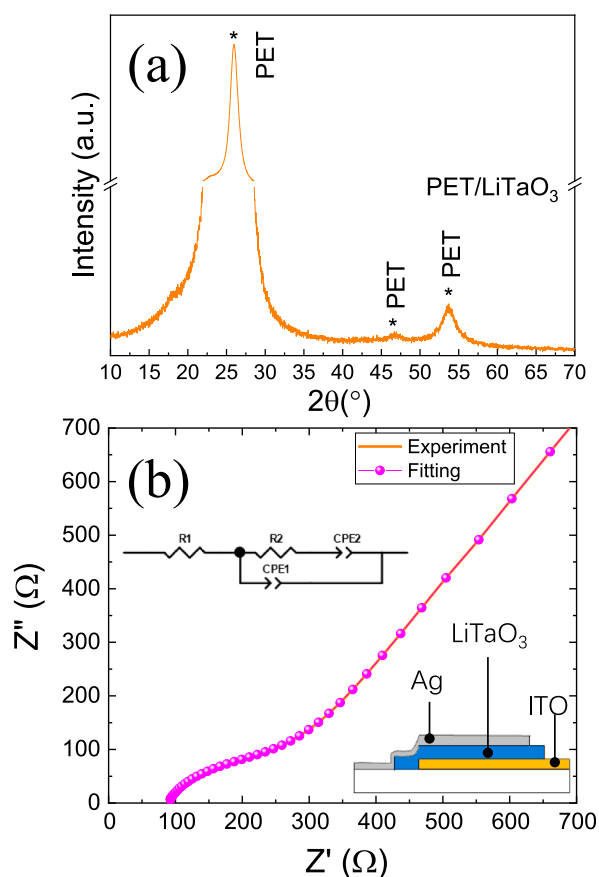 (a)
*
PET
Intensity (a.u.)
PET/LiTaO₃
* PET
* PET
10 15 20 25 30 35 40 45 50 55 60 65 70
2θ(°)
(b)
Experiment
Fitting
R1
R2
CPE2
CPE1
LiTaO₃
Ag
ITO
Z'' (Ω)
700
600
500
400
300
200
100
0
0 100 200 300 400 500 600 700
Z' (Ω)